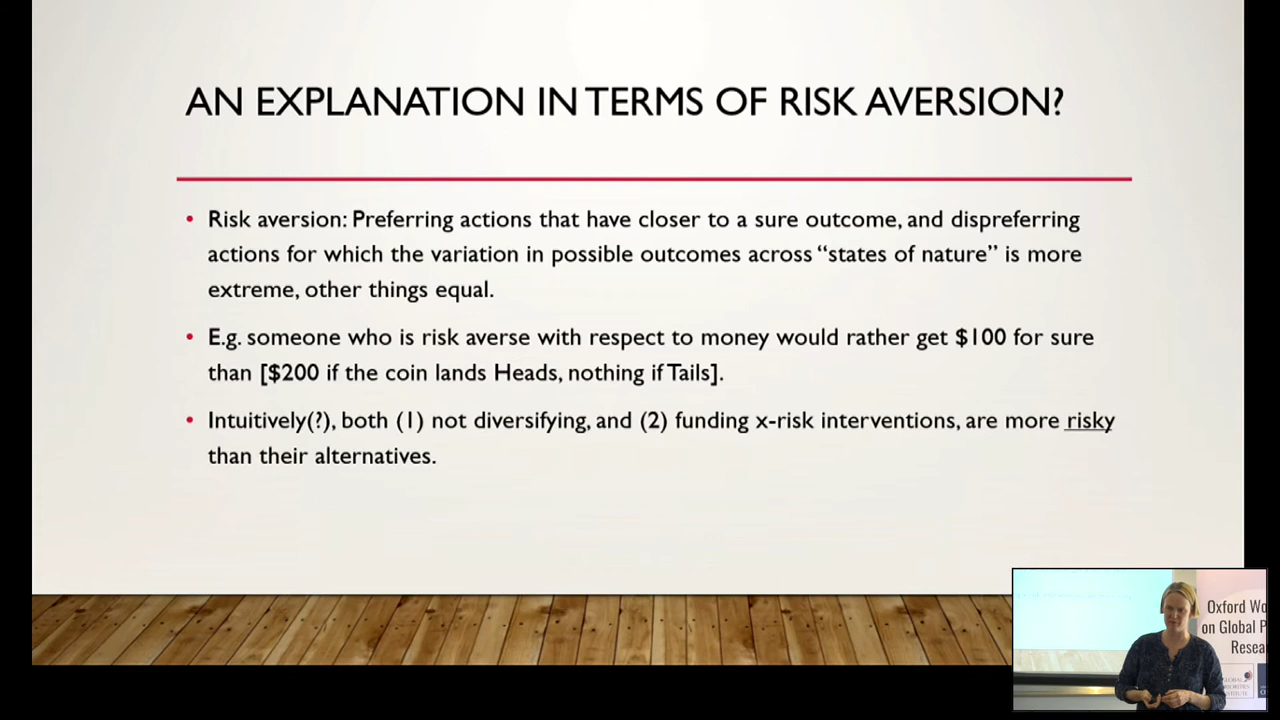 AN EXPLANATION IN TERMS OF RISK AVERSION?
• Risk aversion: Preferring actions that have closer to a sure outcome, and dispreferring
actions for which the variation in possible outcomes across “states of nature” is more
extreme, other things equal.
• E.g. someone who is risk averse with respect to money would rather get $100 for sure
than [$200 if the coin lands Heads, nothing if Tails].
• Intuitively(?), both (1) not diversifying, and (2) funding x-risk interventions, are more risky
than their alternatives.
Oxford Wo
on Global P
Resea